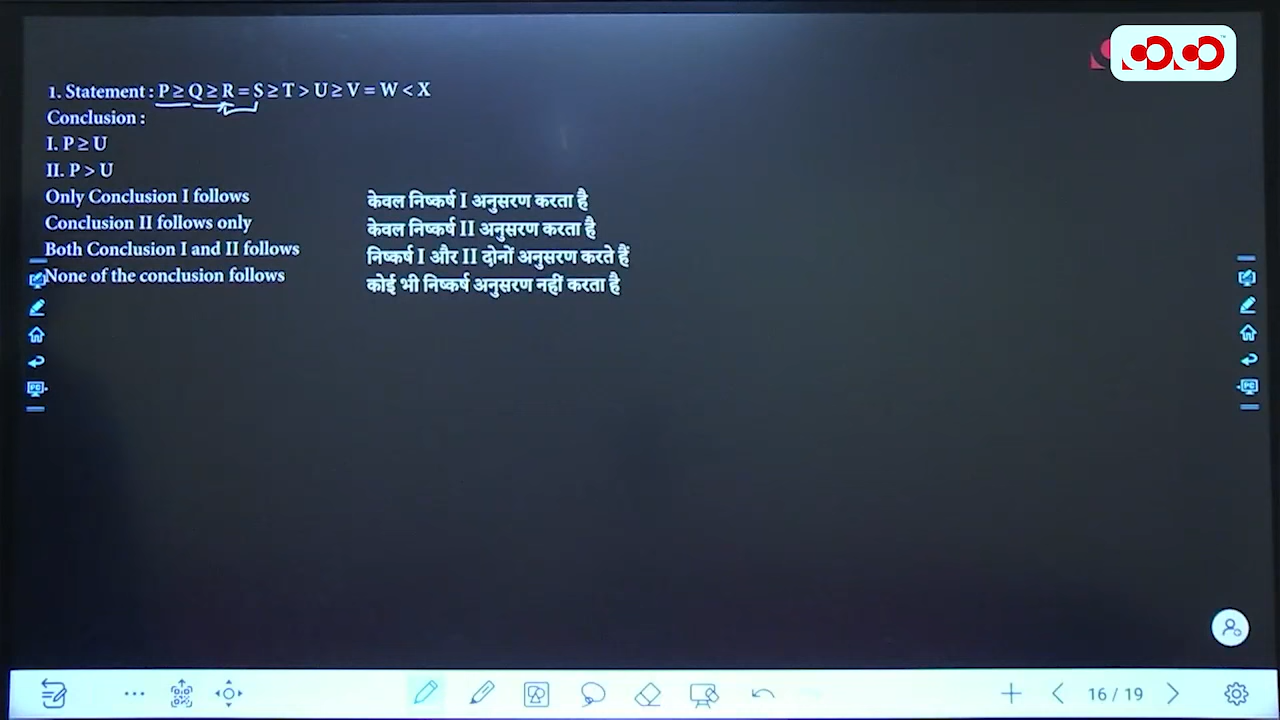 1. Statement : P ≥ Q ≥ R = S ≥ T > U ≥ V = W < X
Conclusion :
I. P ≥ U
II. P > U
Only Conclusion I follows
Conclusion II follows only
Both Conclusion I and II follows
None of the conclusion follows
केवल निष्कर्ष I अनुसरण करता है
केवल निष्कर्ष II अनुसरण करता है
निष्कर्ष I और II दोनों अनुसरण करते हैं
कोई भी निष्कर्ष अनुसरण नहीं करता है
PC
PC
16 / 19